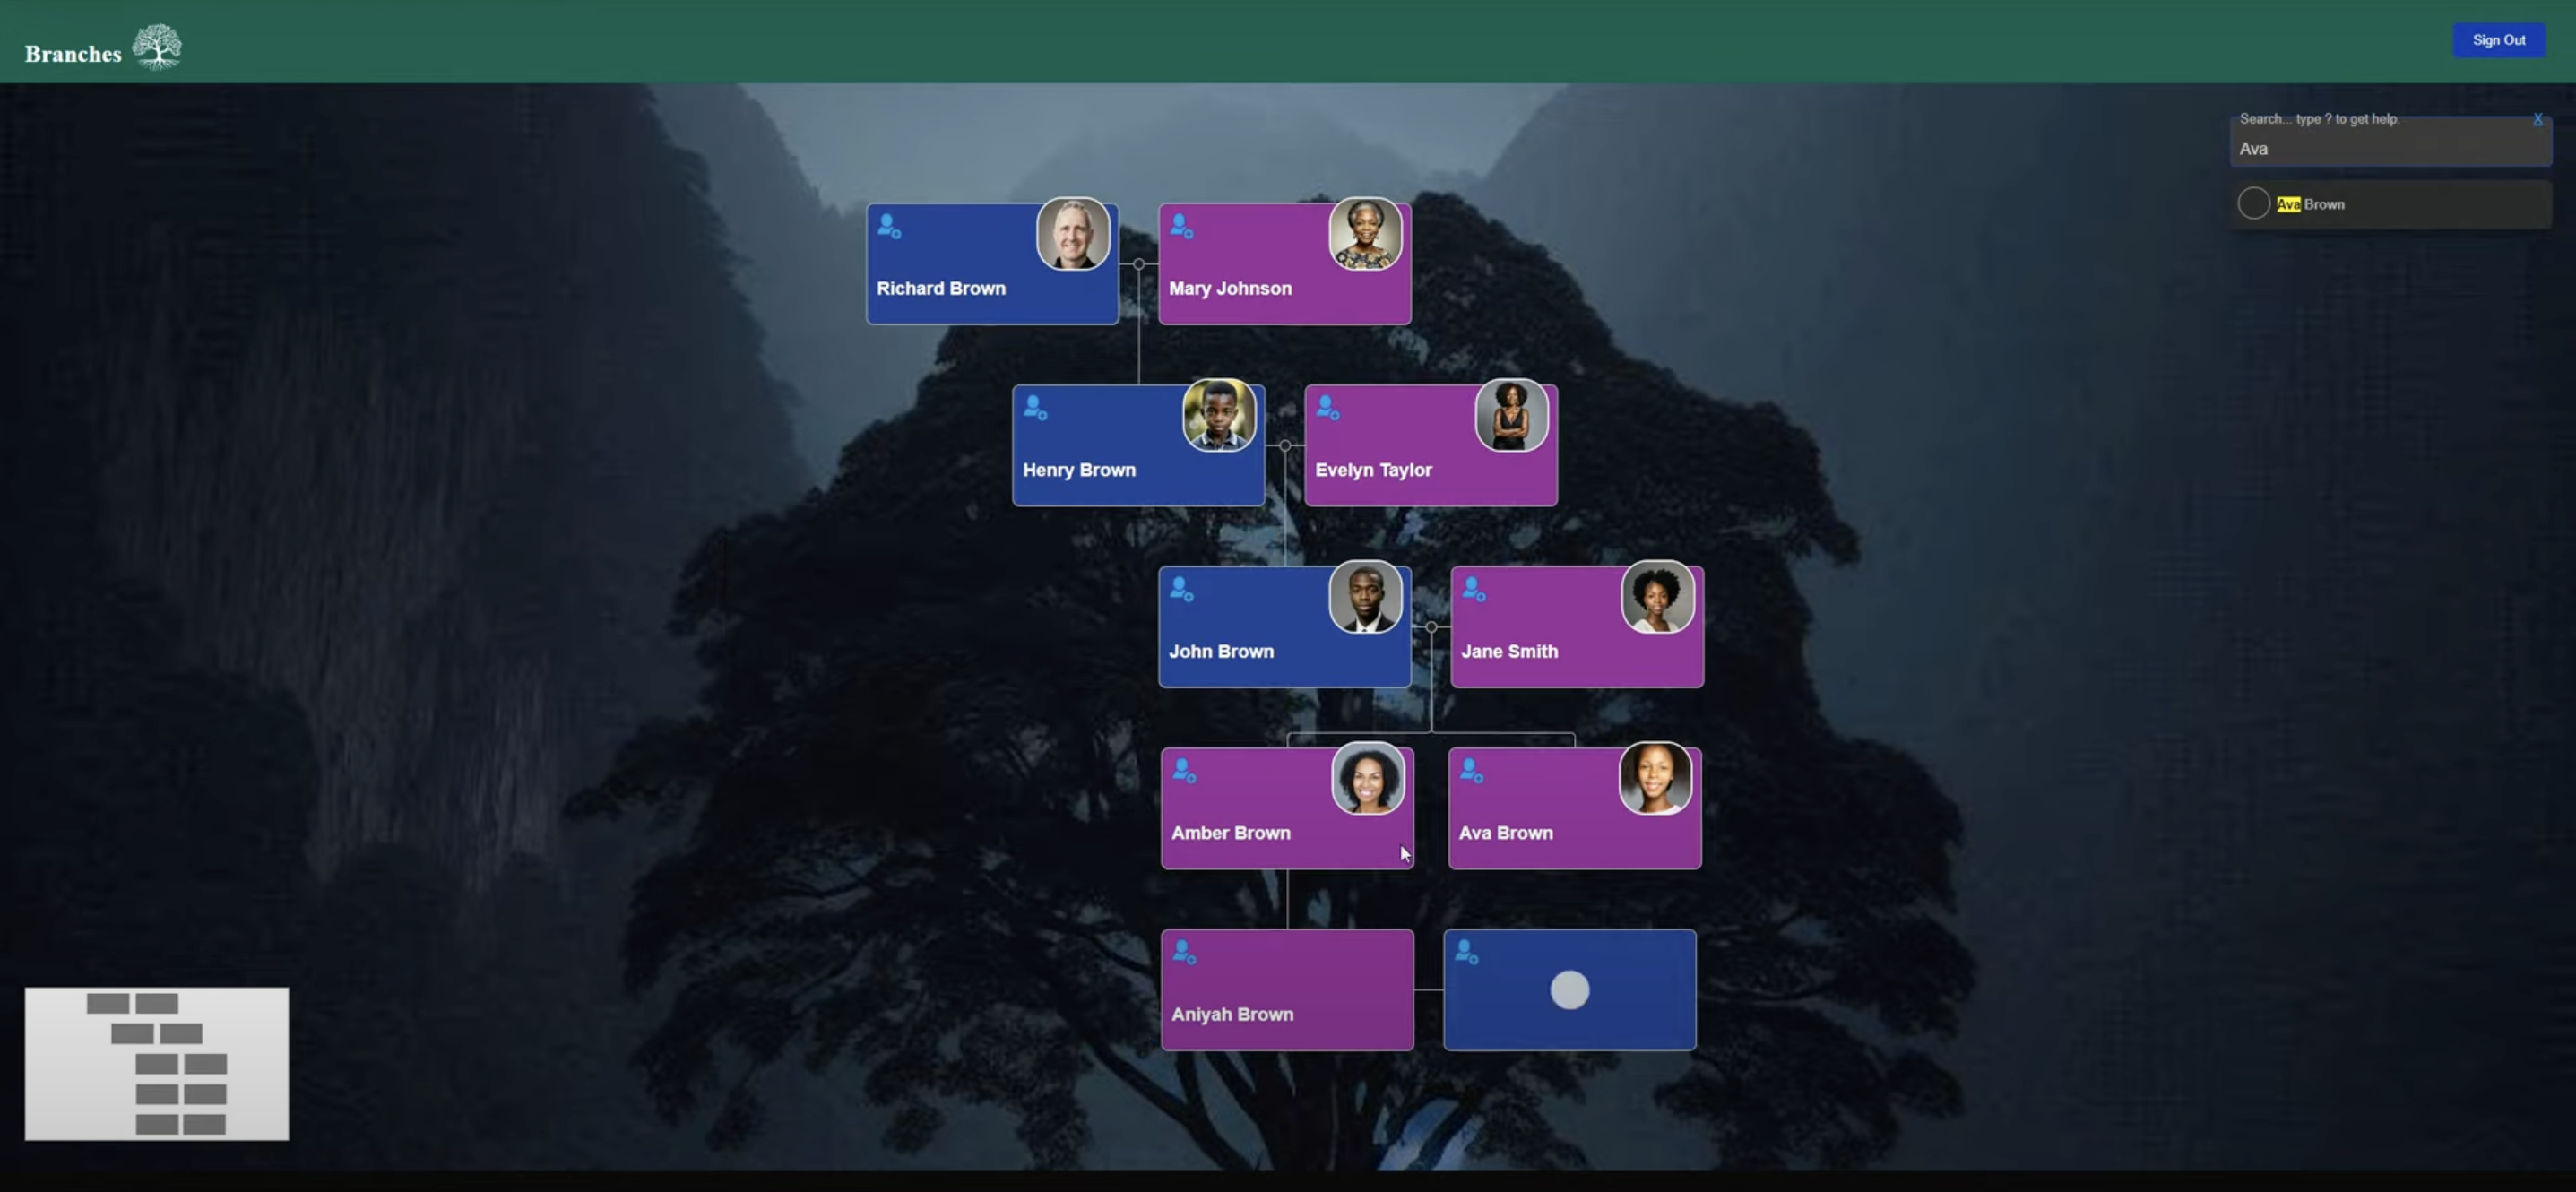 Branches
Sign Out
Search... type ? to get help.
X
Ava
Ava Brown
Richard Brown
Mary Johnson
Henry Brown
Evelyn Taylor
John Brown
Jane Smith
Amber Brown
Ava Brown
Aniyah Brown